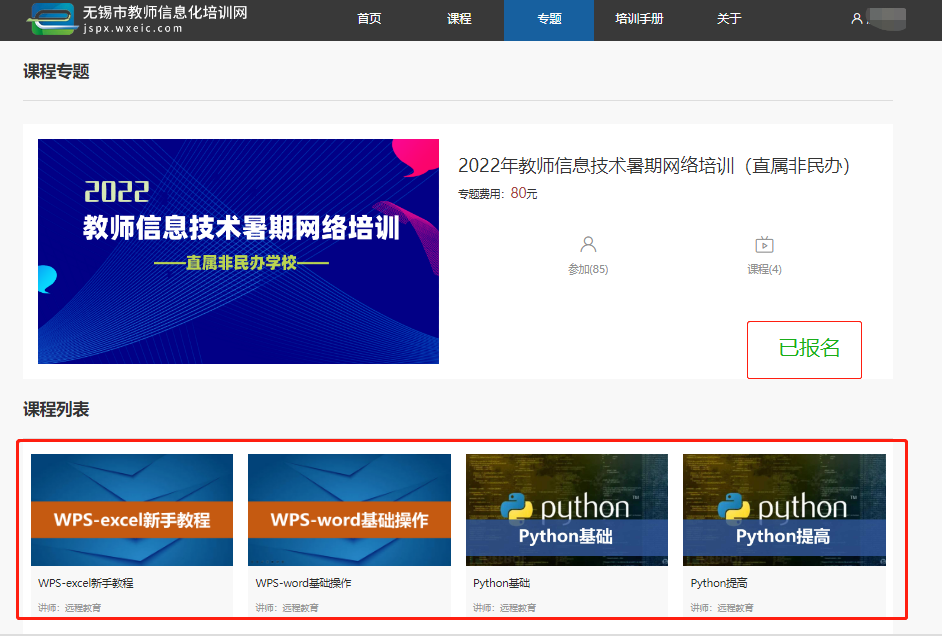 无锡市教师信息化培训网
jspx.wxeic.com
首页 课程 专题 培训手册 关于
课程专题
2022
教师信息技术暑期网络培训
——直属非民办学校——
2022年教师信息技术暑期网络培训（直属非民办）
专题费用：80元
参加(85) 课程(4)
已报名
课程列表
WPS-excel新手教程 WPS-word基础操作 python™ Python基础 python™ Python提高
WPS-excel新手教程 WPS-word基础操作 Python基础 Python提高
讲师：远程教育 讲师：远程教育 讲师：远程教育 讲师：远程教育